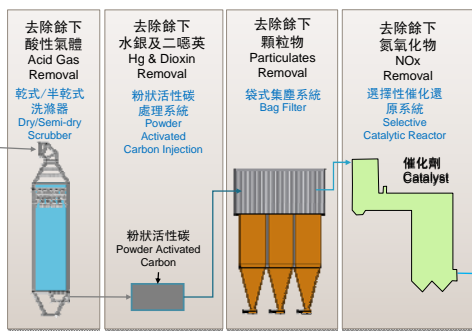 去除餘下
酸性氣體
Acid Gas
Removal
乾式/半乾式
洗滌器
Dry/Semi-dry
Scrubber
去除餘下
水銀及二噁英
Hg & Dioxin
Removal
粉狀活性碳
處理系統
Powder
Activated
Carbon Injection
粉狀活性碳
Powder Activated
Carbon
去除餘下
顆粒物
Particulates
Removal
袋式集塵系統
Bag Filter
去除餘下
氮氧化物
NOx
Removal
選擇性催化還
原系統
Selective
Catalytic Reactor
催化劑
Catalyst